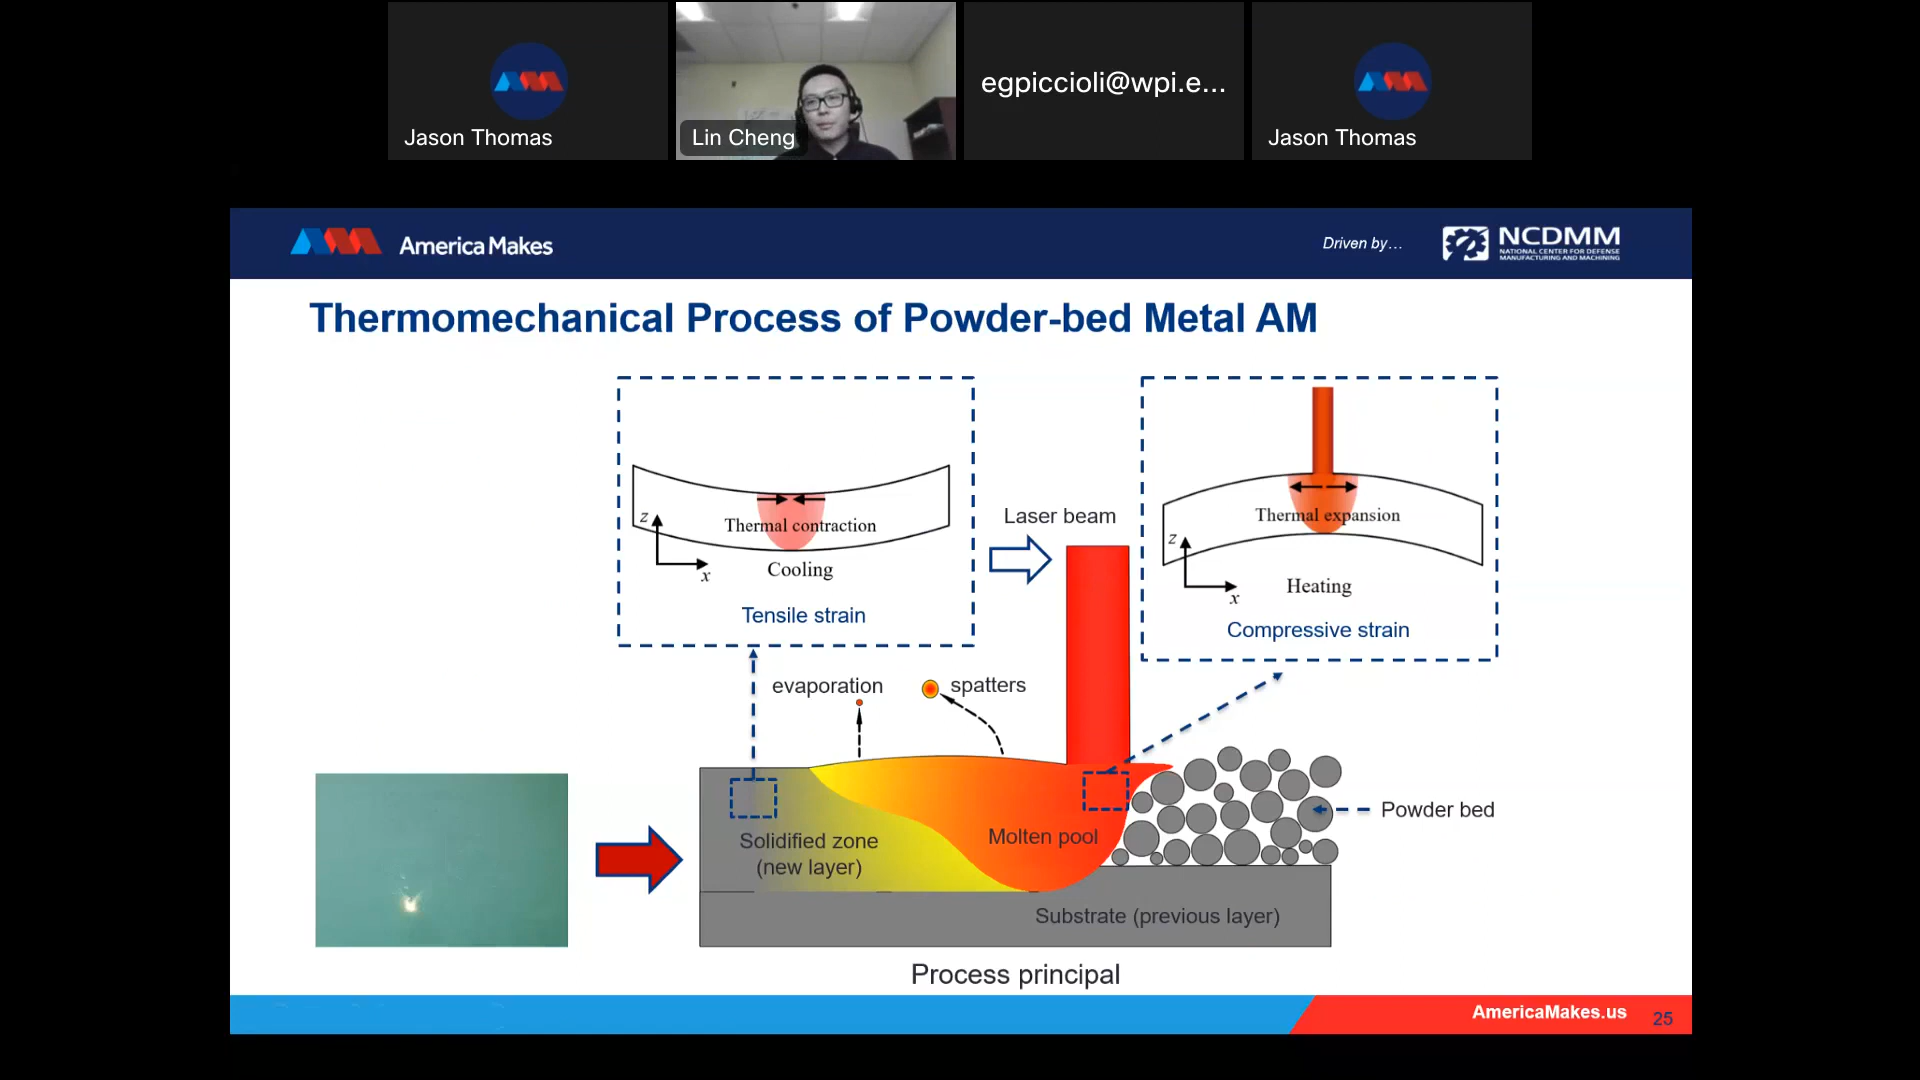 Jason Thomas
Lin Cheng
egpiccioli@wpi.e...
Jason Thomas
America Makes
Driven by...
NCDMM
NATIONAL CENTER FOR DEFENSE
MANUFACTURING AND MACHINING
Thermomechanical Process of Powder-bed Metal AM
Thermal contraction
z
x
Cooling
Tensile strain
Laser beam
Thermal expansion
z
x
Heating
Compressive strain
evaporation
spatters
Solidified zone
(new layer)
Molten pool
Powder bed
Substrate (previous layer)
Process principal
AmericaMakes.us
25